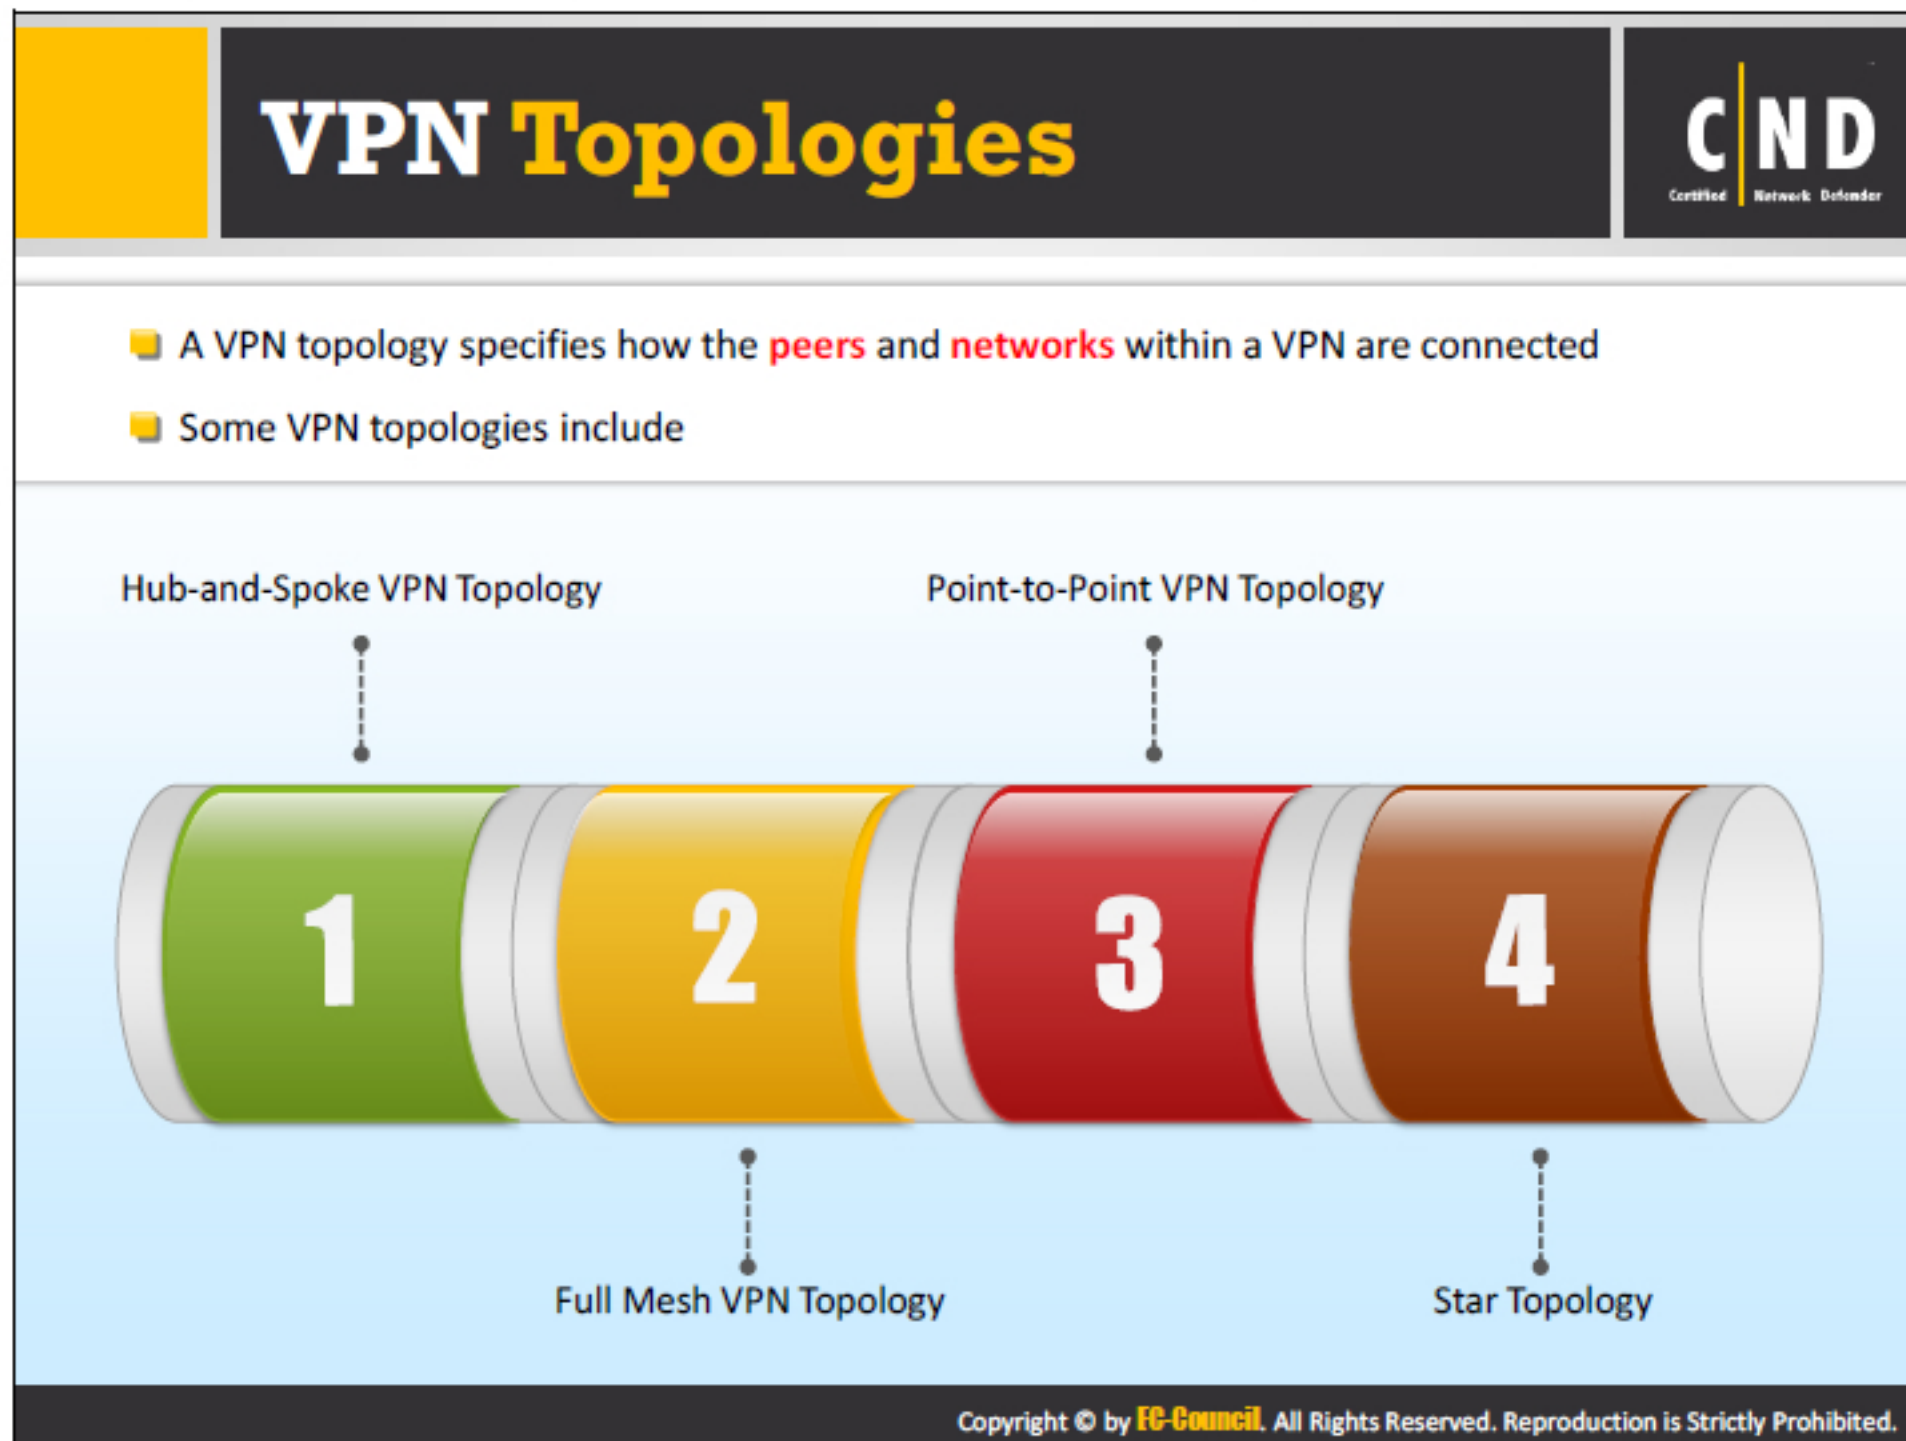 VPN Topologies
C|ND
Certified Network Defender
A VPN topology specifies how the peers and networks within a VPN are connected
Some VPN topologies include
Hub-and-Spoke VPN Topology
Point-to-Point VPN Topology
1
2
3
4
Full Mesh VPN Topology
Star Topology
Copyright © by EC-Council. All Rights Reserved. Reproduction is Strictly Prohibited.